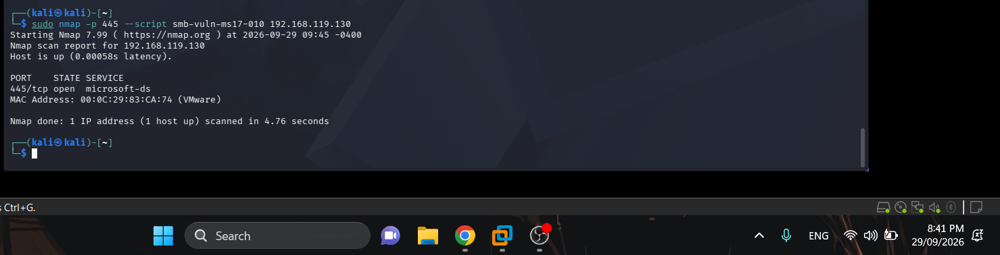 ┌──(kali㉿kali)-[~]
└─$ sudo nmap -p 445 --script smb-vuln-ms17-010 192.168.119.130
Starting Nmap 7.99 ( https://nmap.org ) at 2026-09-29 09:45 -0400
Nmap scan report for 192.168.119.130
Host is up (0.00058s latency).
PORT    STATE SERVICE
445/tcp open  microsoft-ds
MAC Address: 00:0C:29:83:CA:74 (VMware)
Nmap done: 1 IP address (1 host up) scanned in 4.76 seconds
┌──(kali㉿kali)-[~]
└─$
s Ctrl+G.
Search
ENG
8:41 PM
29/09/2026